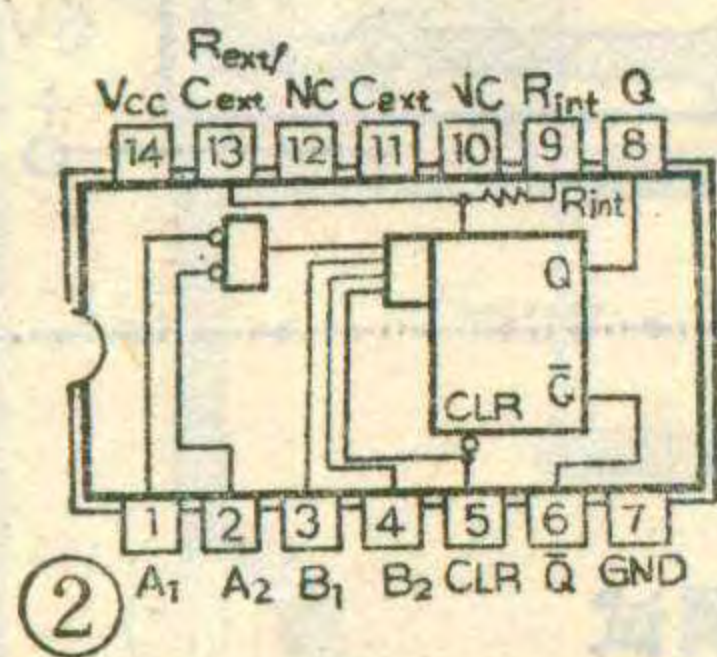 Rext/
Vcc Cext NC Cext NC Rint Q
14 13 12 11 10 9 8
Rint
Q
Q̅
CLR
1 2 3 4 5 6 7
A1 A2 B1 B2 CLR Q̅ GND
2